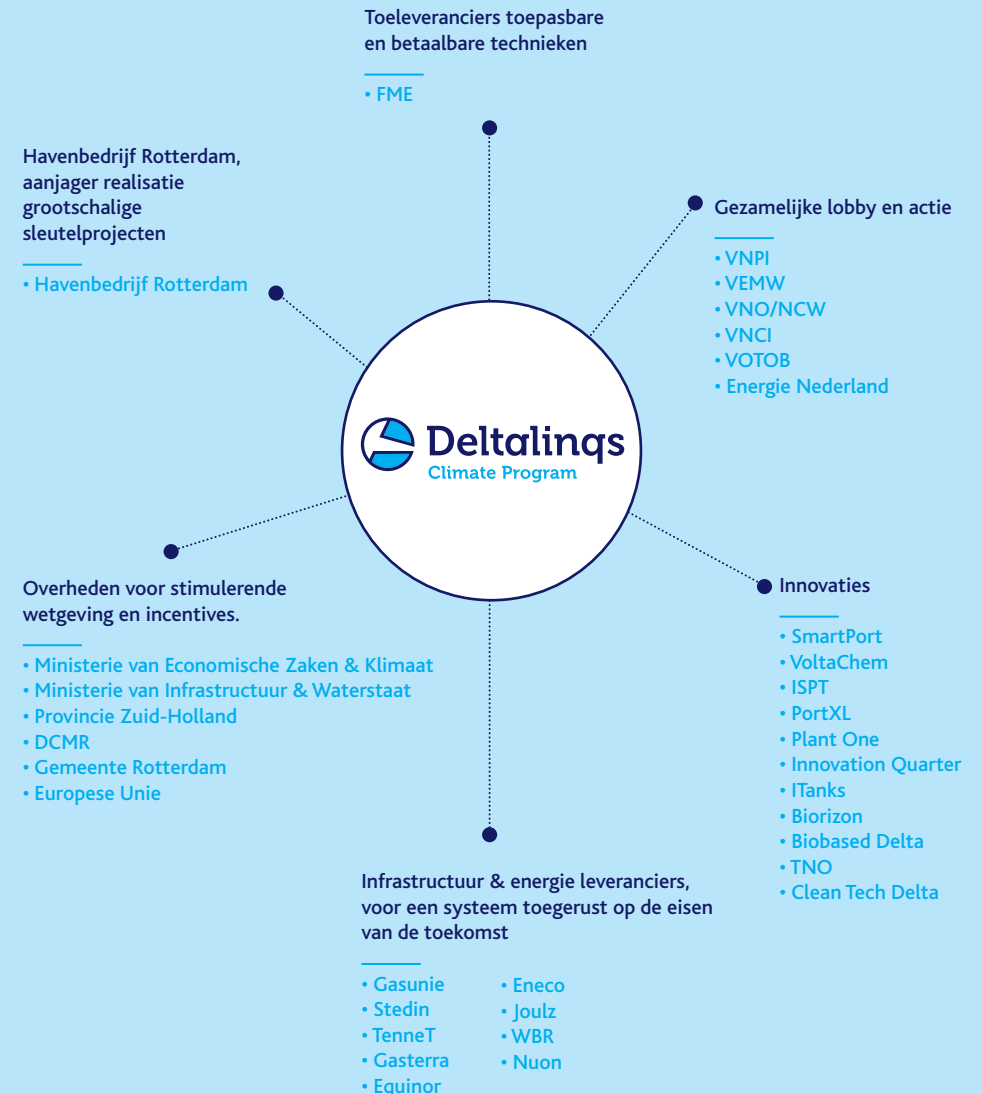 Toeleveranciers toepasbare
en betaalbare technieken
• FME
Havenbedrijf Rotterdam,
aanjager realisatie
grootschalige
sleutelprojecten
• Havenbedrijf Rotterdam
Gezamelijke lobby en actie
• VNPI
• VEMW
• VNO/NCW
• VNCI
• VOTOB
• Energie Nederland
Deltalinqs
Climate Program
Overheden voor stimulerende
wetgeving en incentives.
• Ministerie van Economische Zaken & Klimaat
• Ministerie van Infrastructuur & Waterstaat
• Provincie Zuid-Holland
• DCMR
• Gemeente Rotterdam
• Europese Unie
Innovaties
• SmartPort
• VoltaChem
• ISPT
• PortXL
• Plant One
• Innovation Quarter
• ITanks
• Biorizon
• Biobased Delta
• TNO
• Clean Tech Delta
Infrastructuur & energie leveranciers,
voor een systeem toegerust op de eisen
van de toekomst
• Gasunie
• Stedin
• TenneT
• Gasterra
• Equinor
• Eneco
• Joulz
• WBR
• Nuon